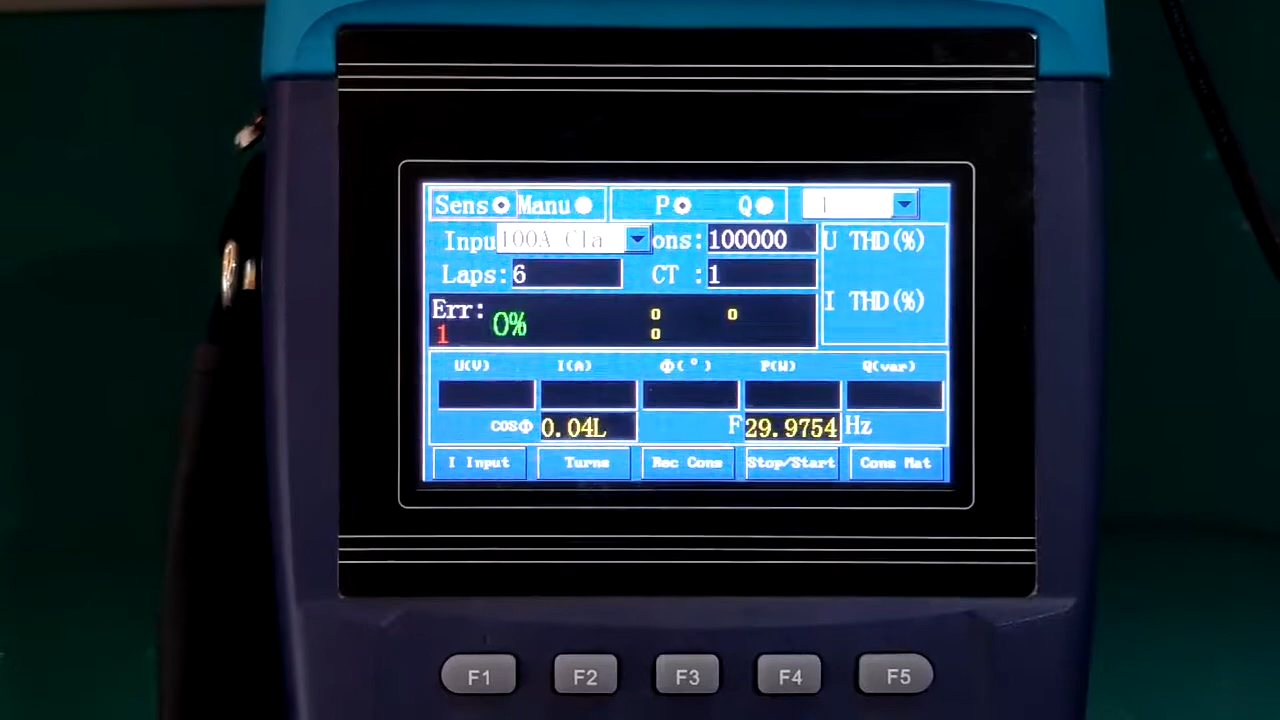 Sens Manu P Q
Inpu 100A Cla ons: 100000 U THD(%)
Laps: 6 CT : 1
I THD(%)
Err: 0% 0 0
1 0
U(V) I(A) Φ(°) P(W) Q(var)
cosΦ 0.04L F 29.9754 Hz
I Input Turns Rec Cons Stop/Start Cons Mat
F1 F2 F3 F4 F5